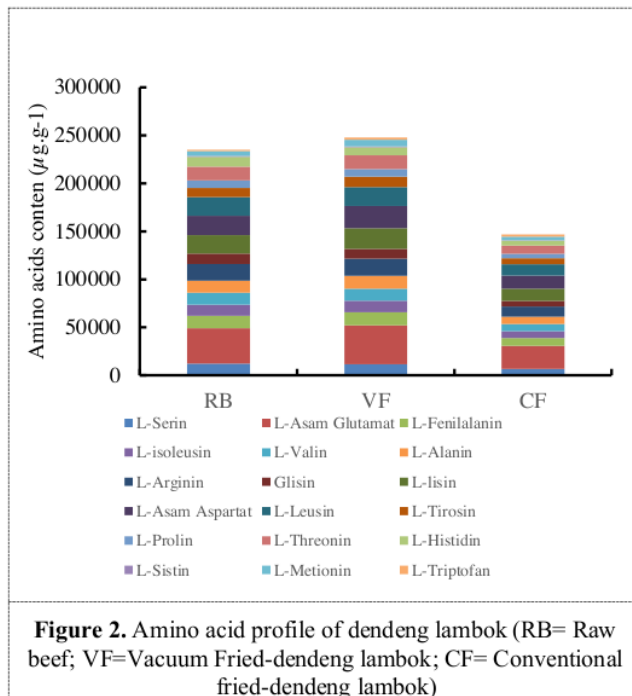 300000
250000
200000
150000
100000
50000
0
Amino acids conten (µg.g-1)
RB VF CF
L-Serin L-Asam Glutamat L-Fenilalanin
L-isoleusin L-Valin L-Alanin
L-Arginin Glisin L-lisin
L-Asam Aspartat L-Leusin L-Tirosin
L-Prolin L-Threonin L-Histidin
L-Sistin L-Metionin L-Triptofan
Figure 2. Amino acid profile of dendeng lambok (RB= Raw
beef; VF=Vacuum Fried-dendeng lambok; CF= Conventional
fried-dendeng lambok)